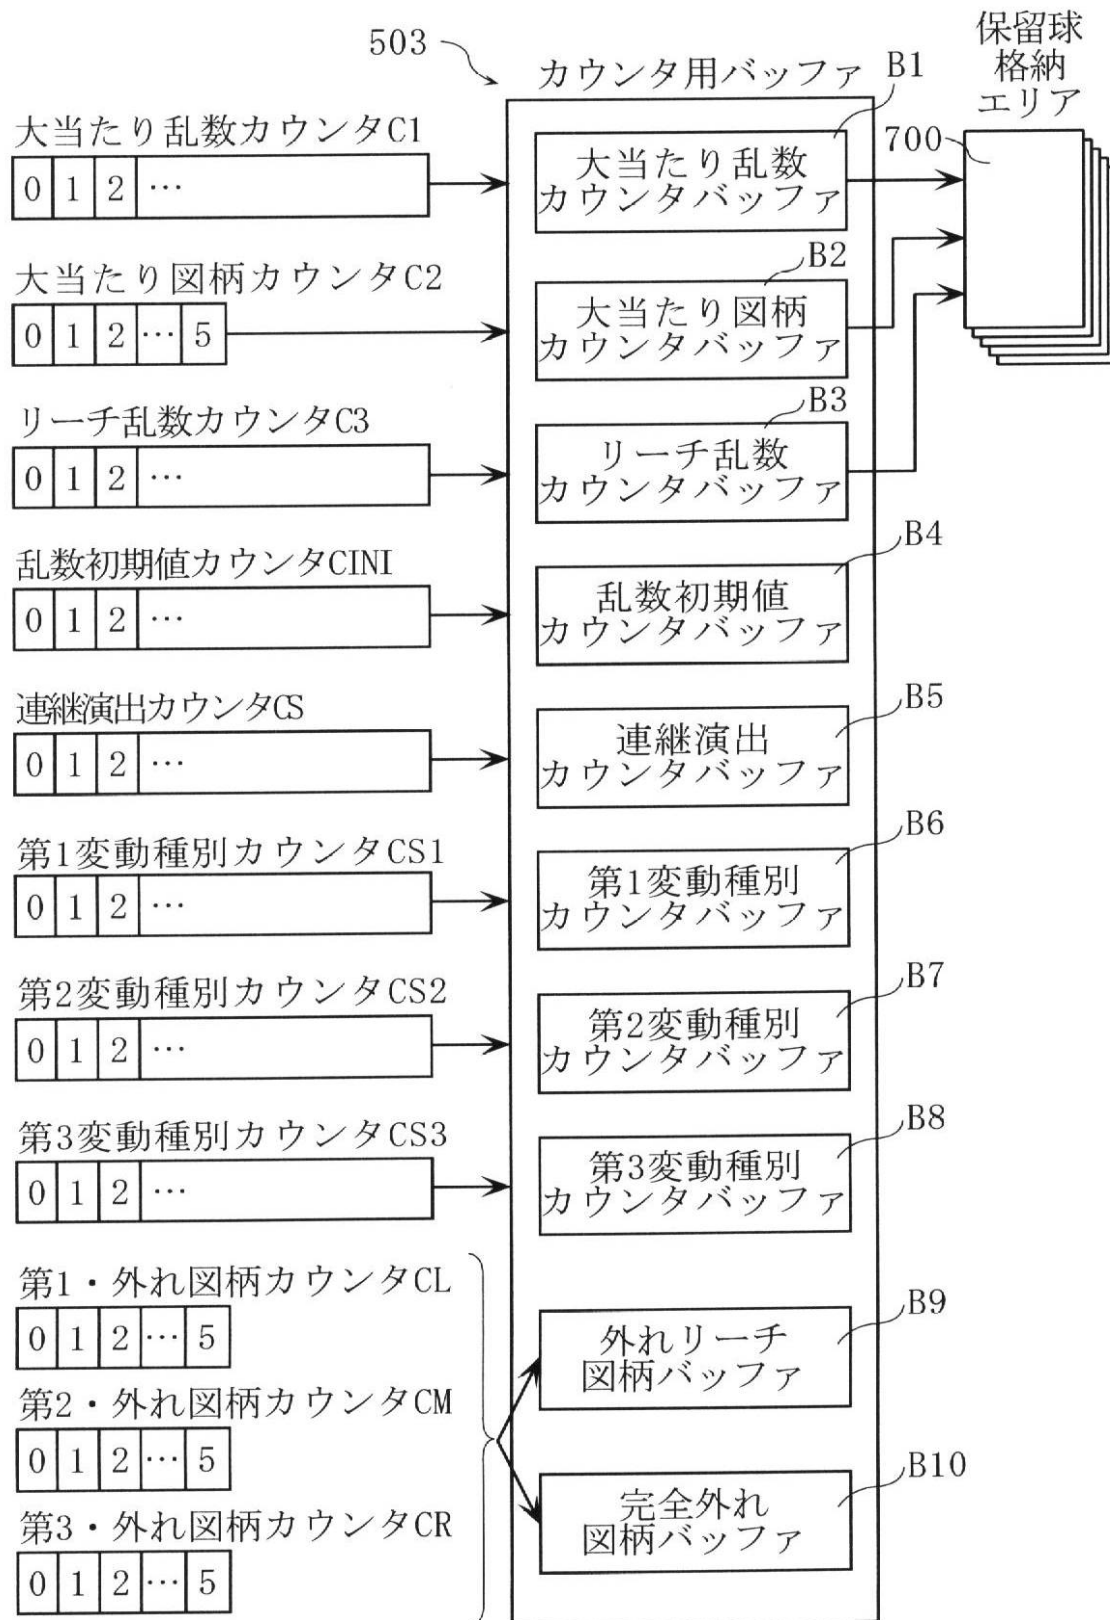 503
カウンタ用バッファ
保留球
格納
エリア
700
大当たり乱数カウンタC1
0 1 2 …
B1
大当たり乱数
カウンタバッファ
大当たり図柄カウンタC2
0 1 2 … 5
B2
大当たり図柄
カウンタバッファ
リーチ乱数カウンタC3
0 1 2 …
B3
リーチ乱数
カウンタバッファ
乱数初期値カウンタCINI
0 1 2 …
B4
乱数初期値
カウンタバッファ
連継演出カウンタCS
0 1 2 …
B5
連継演出
カウンタバッファ
第1変動種別カウンタCS1
0 1 2 …
B6
第1変動種別
カウンタバッファ
第2変動種別カウンタCS2
0 1 2 …
B7
第2変動種別
カウンタバッファ
第3変動種別カウンタCS3
0 1 2 …
B8
第3変動種別
カウンタバッファ
第1・外れ図柄カウンタCL
0 1 2 … 5
第2・外れ図柄カウンタCM
0 1 2 … 5
第3・外れ図柄カウンタCR
0 1 2 … 5
B9
外れリーチ
図柄バッファ
B10
完全外れ
図柄バッファ